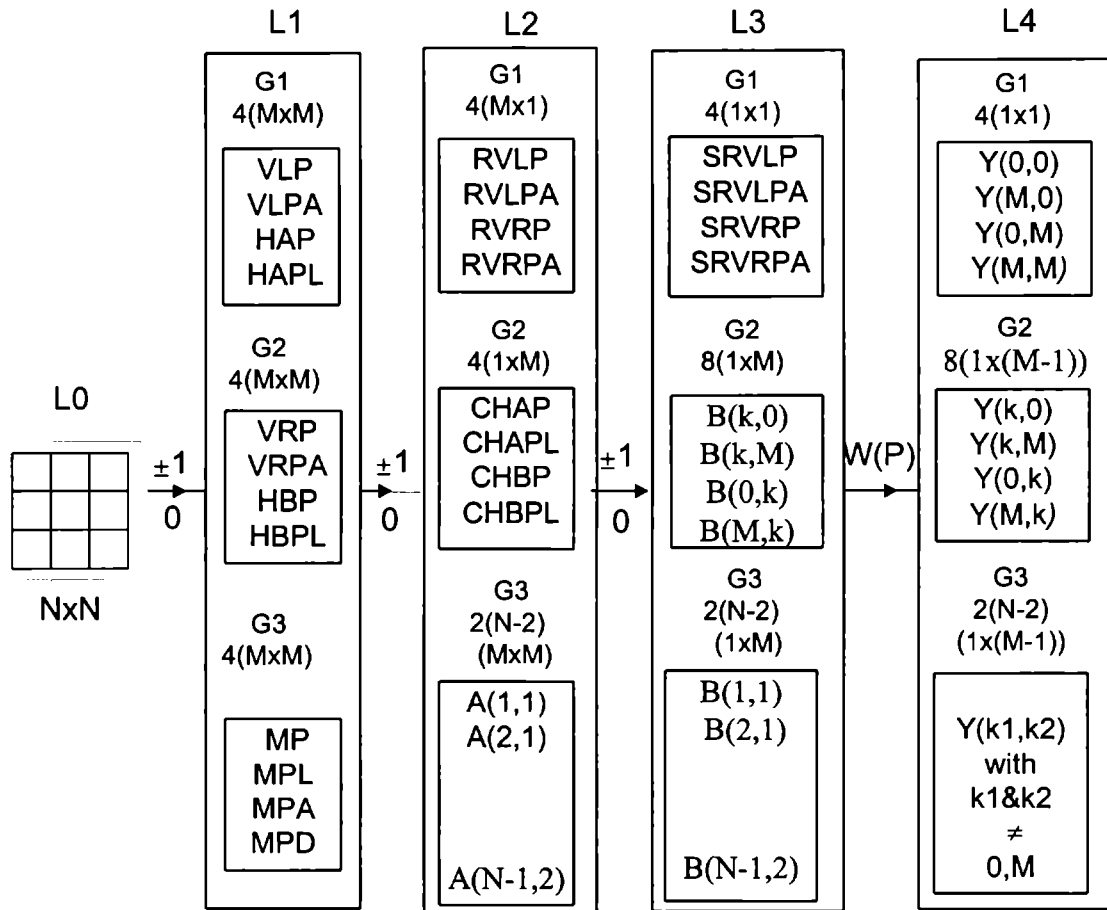 L0
NxN
±1
0
L1
G1
4(MxM)
VLP
VLPA
HAP
HAPL
G2
4(MxM)
VRP
VRPA
HBP
HBPL
G3
4(MxM)
MP
MPL
MPA
MPD
±1
0
L2
G1
4(Mx1)
RVLP
RVLPA
RVRP
RVRPA
G2
4(1xM)
CHAP
CHAPL
CHBP
CHBPL
G3
2(N-2)
(MxM)
A(1,1)
A(2,1)
A(N-1,2)
±1
0
L3
G1
4(1x1)
SRVLP
SRVLPA
SRVRP
SRVRPA
G2
8(1xM)
B(k,0)
B(k,M)
B(0,k)
B(M,k)
G3
2(N-2)
(1xM)
B(1,1)
B(2,1)
B(N-1,2)
W(P)
L4
G1
4(1x1)
Y(0,0)
Y(M,0)
Y(0,M)
Y(M,M)
G2
8(1x(M-1))
Y(k,0)
Y(k,M)
Y(0,k)
Y(M,k)
G3
2(N-2)
(1x(M-1))
Y(k1,k2)
with
k1&k2
≠
0,M